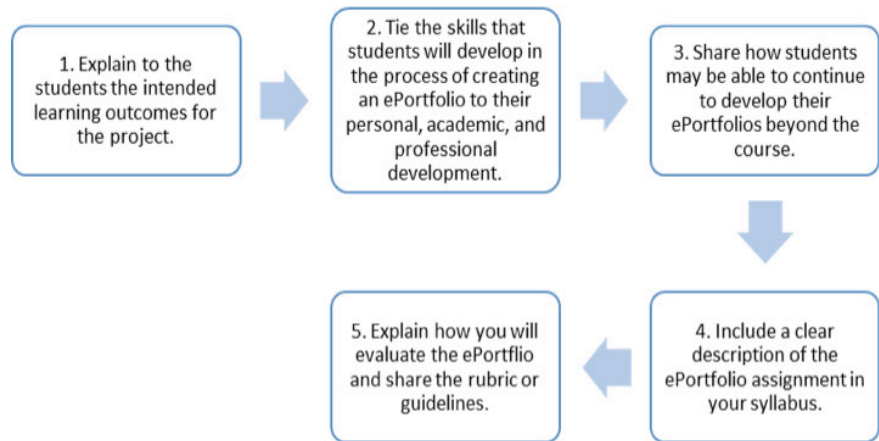 1. Explain to the
students the intended
learning outcomes for
the project.
2. Tie the skills that
students will develop in
the process of creating
an ePortfolio to their
personal, academic, and
professional
development.
3. Share how students
may be able to continue
to develop their
ePortfolios beyond the
course.
4. Include a clear
description of the
ePortfolio assignment in
your syllabus.
5. Explain how you will
evaluate the ePortflio
and share the rubric or
guidelines.